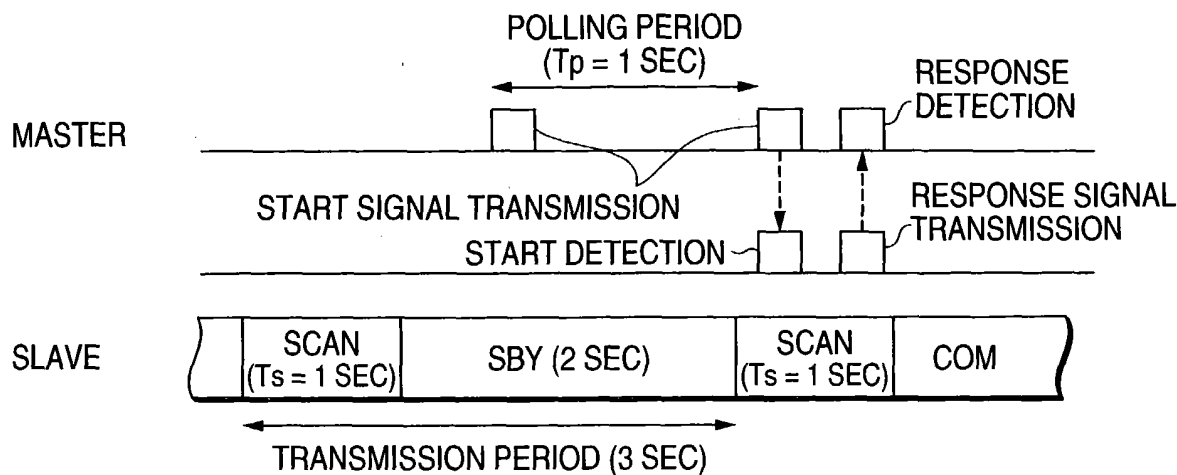 POLLING PERIOD
(Tp = 1 SEC)
RESPONSE
DETECTION
MASTER
START SIGNAL TRANSMISSION
RESPONSE SIGNAL
TRANSMISSION
START DETECTION
SLAVE
SCAN
(Ts = 1 SEC)
SBY (2 SEC)
SCAN
(Ts = 1 SEC)
COM
TRANSMISSION PERIOD (3 SEC)